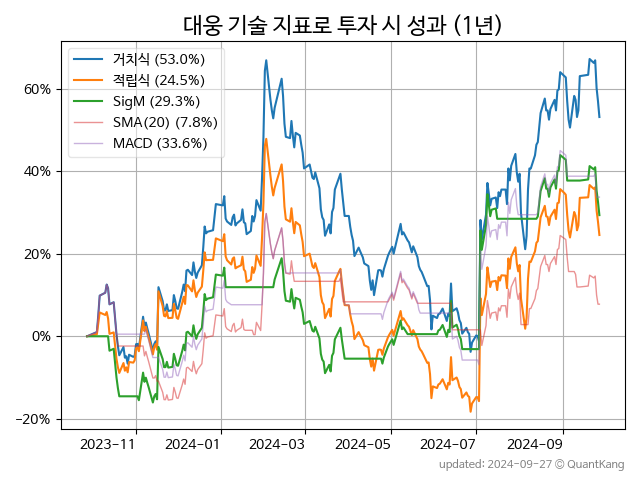 대웅 기술 지표로 투자 시 성과 (1년)
거치식 (53.0%)
적립식 (24.5%)
SigM (29.3%)
SMA(20) (7.8%)
MACD (33.6%)
60%
40%
20%
0%
−20%
2023-11 2024-01 2024-03 2024-05 2024-07 2024-09
updated: 2024-09-27 © QuantKang